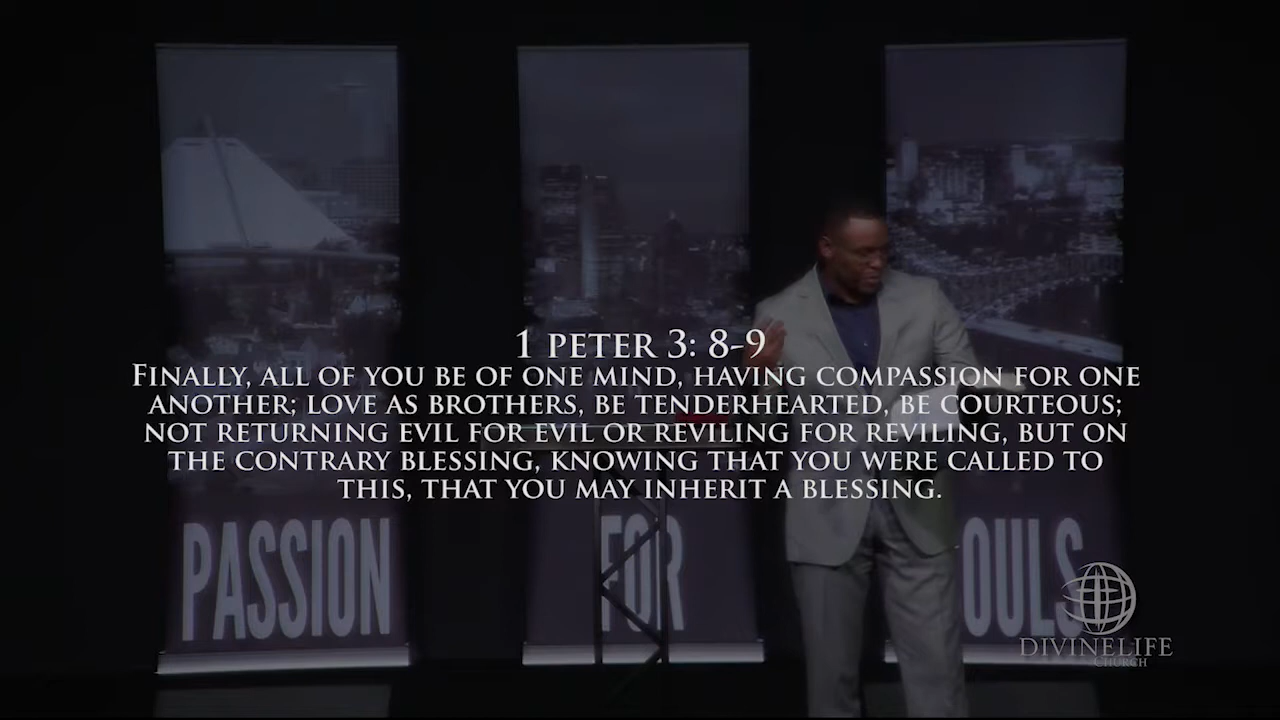 1 PETER 3: 8-9
FINALLY, ALL OF YOU BE OF ONE MIND, HAVING COMPASSION FOR ONE
ANOTHER; LOVE AS BROTHERS, BE TENDERHEARTED, BE COURTEOUS;
NOT RETURNING EVIL FOR EVIL OR REVILING FOR REVILING, BUT ON
THE CONTRARY BLESSING, KNOWING THAT YOU WERE CALLED TO
THIS, THAT YOU MAY INHERIT A BLESSING.
PASSION
FOR
OULS
DIVINELIFE
CHURCH